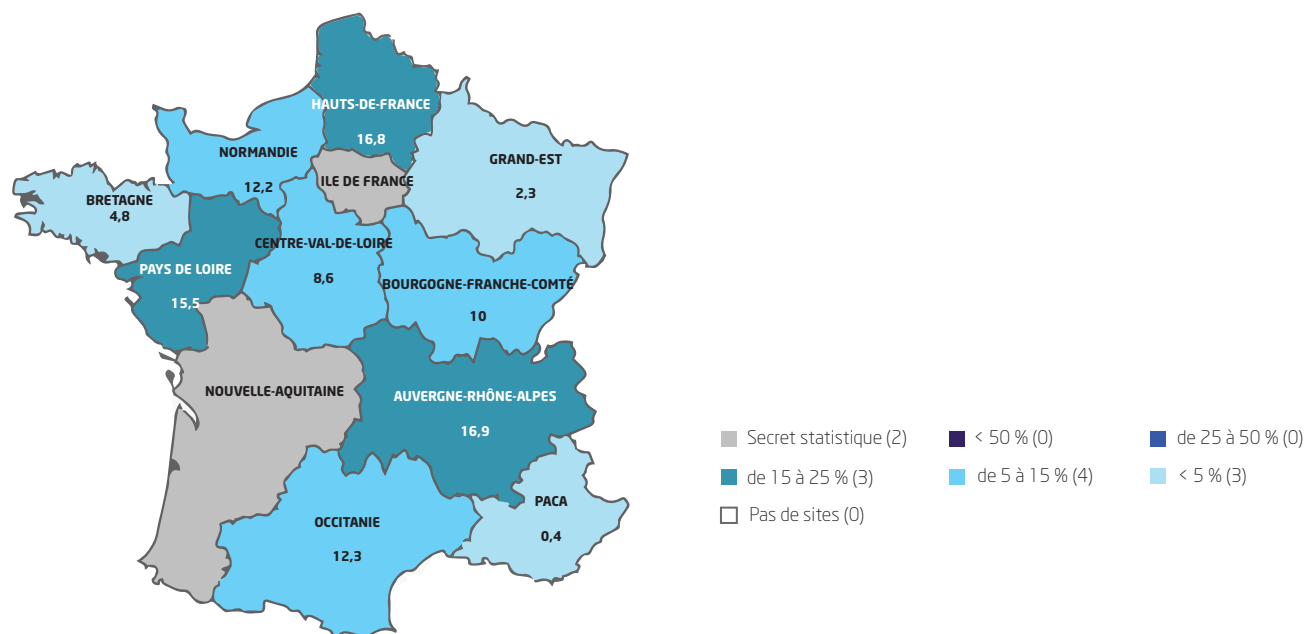 HAUTS-DE-FRANCE
16,8
NORMANDIE
12,2
ILE DE FRANCE
GRAND-EST
2,3
BRETAGNE
4,8
PAYS DE LOIRE
15,5
CENTRE-VAL-DE-LOIRE
8,6
BOURGOGNE-FRANCHE-COMTÉ
10
NOUVELLE-AQUITAINE
AUVERGNE-RHÔNE-ALPES
16,9
OCCITANIE
12,3
PACA
0,4
Secret statistique (2)
< 50 % (0)
de 25 à 50 % (0)
de 15 à 25 % (3)
de 5 à 15 % (4)
< 5 % (3)
Pas de sites (0)